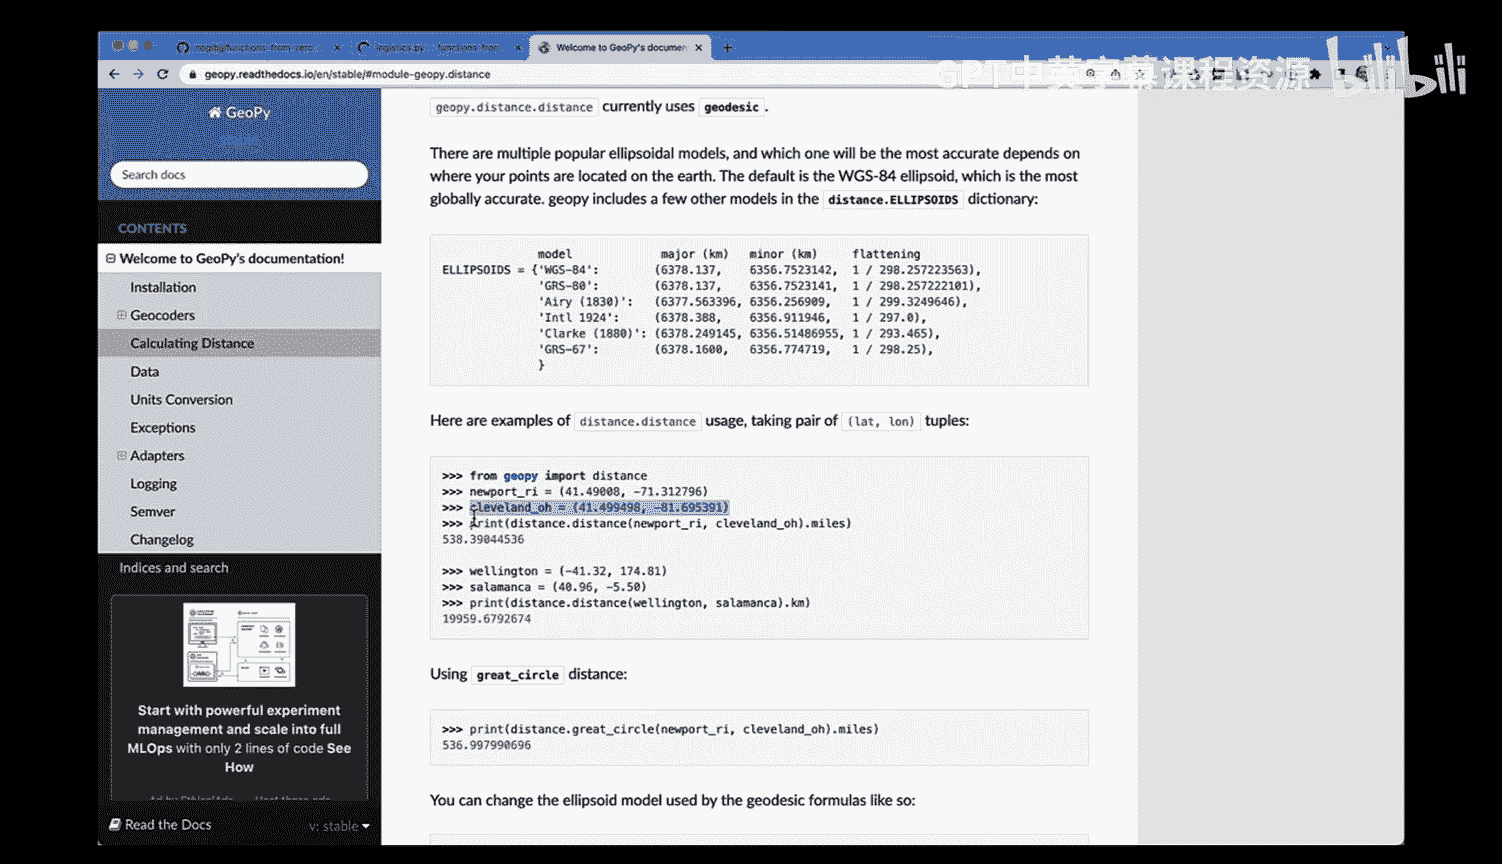 Welcome to GeoPy's documen
geopy.readthedocs.io/en/stable/#module-geopy.distance
GPT中英字幕课程资源
bilibili
GeoPy
Search docs
CONTENTS
Welcome to GeoPy's documentation!
Installation
Geocoders
Calculating Distance
Data
Units Conversion
Exceptions
Adapters
Logging
Semver
Changelog
Indices and search
Start with powerful experiment
management and scale into full
MLOps with only 2 lines of code See
How
Read the Docs
v: stable
geopy.distance.distance currently uses geodesic.
There are multiple popular ellipsoidal models, and which one will be the most accurate depends on
where your points are located on the earth. The default is the WGS-84 ellipsoid, which is the most
globally accurate. geopy includes a few other models in the distance.ELLIPSOIDS dictionary:
model major (km) minor (km) flattening
ELLIPSOIDS = {'WGS-84': (6378.137, 6356.7523142, 1 / 298.257223563),
'GRS-80': (6378.137, 6356.7523141, 1 / 298.257222101),
'Airy (1830)': (6377.563396, 6356.256909, 1 / 299.3249646),
'Intl 1924': (6378.388, 6356.911946, 1 / 297.0),
'Clarke (1880)': (6378.249145, 6356.51486955, 1 / 293.465),
'GRS-67': (6378.1600, 6356.774719, 1 / 298.25),
}
Here are examples of distance.distance usage, taking pair of (lat, lon) tuples:
>>> from geopy import distance
>>> newport_ri = (41.49008, -71.312796)
>>> cleveland_oh = (41.499498, -81.695391)
>>> print(distance.distance(newport_ri, cleveland_oh).miles)
538.39044536
>>> wellington = (-41.32, 174.81)
>>> salamanca = (40.96, -5.50)
>>> print(distance.distance(wellington, salamanca).km)
19959.6792674
Using great_circle distance:
>>> print(distance.great_circle(newport_ri, cleveland_oh).miles)
536.997990696
You can change the ellipsoid model used by the geodesic formulas like so: